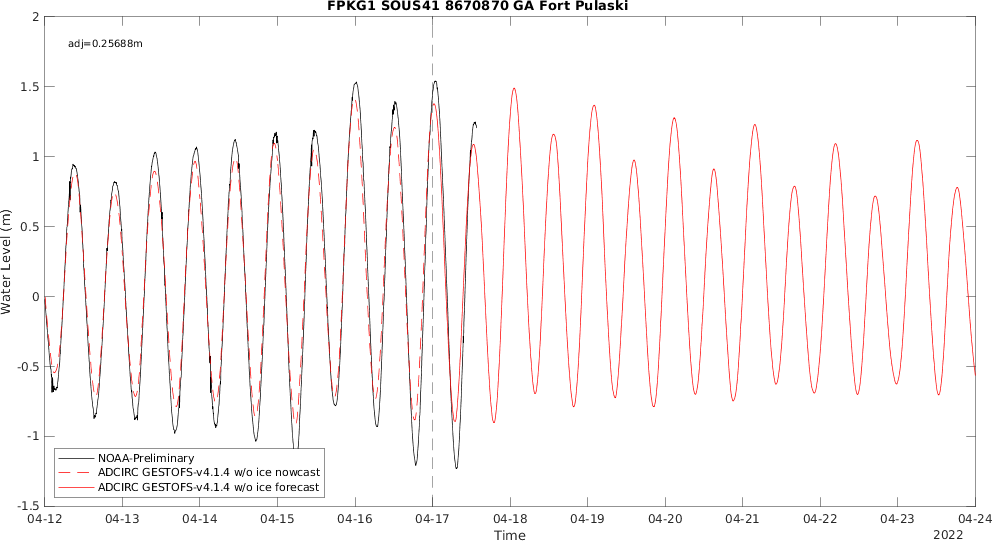 FPKG1 SOUS41 8670870 GA Fort Pulaski
adj=0.25688m
2
1.5
1
0.5
0
-0.5
-1
-1.5
Water Level (m)
NOAA-Preliminary
ADCIRC GESTOFS-v4.1.4 w/o ice nowcast
ADCIRC GESTOFS-v4.1.4 w/o ice forecast
04-12 04-13 04-14 04-15 04-16 04-17 04-18 04-19 04-20 04-21 04-22 04-23 04-24
Time
2022